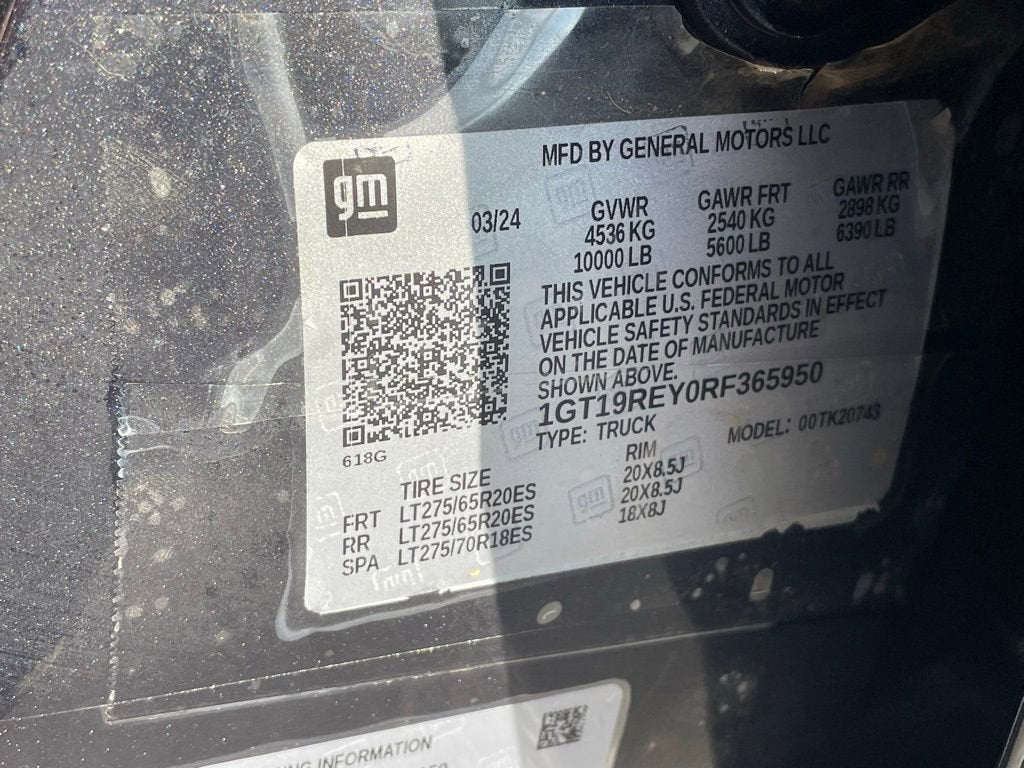 gm
MFD BY GENERAL MOTORS LLC
03/24
GVWR GAWR FRT GAWR RR
4536 KG 2540 KG 2898 KG
10000 LB 5600 LB 6390 LB
THIS VEHICLE CONFORMS TO ALL
APPLICABLE U.S. FEDERAL MOTOR
VEHICLE SAFETY STANDARDS IN EFFECT
ON THE DATE OF MANUFACTURE
SHOWN ABOVE.
1GT19REY0RF365950
TYPE: TRUCK MODEL: 00TK20743
618G
TIRE SIZE RIM
FRT LT275/65R20ES 20X8.5J
RR LT275/65R20ES 20X8.5J
SPA LT275/70R18ES 18X8J
INFORMATION